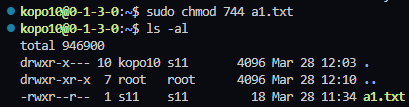 kopo10@0-1-3-0:~$ sudo chmod 744 a1.txt
kopo10@0-1-3-0:~$ ls -al
total 946900
drwxr-x--- 10 kopo10 s11 4096 Mar 28 12:03 .
drwxr-xr-x 7 root root 4096 Mar 28 12:10 ..
-rwxr--r-- 1 s11 s11 18 Mar 28 11:34 a1.txt